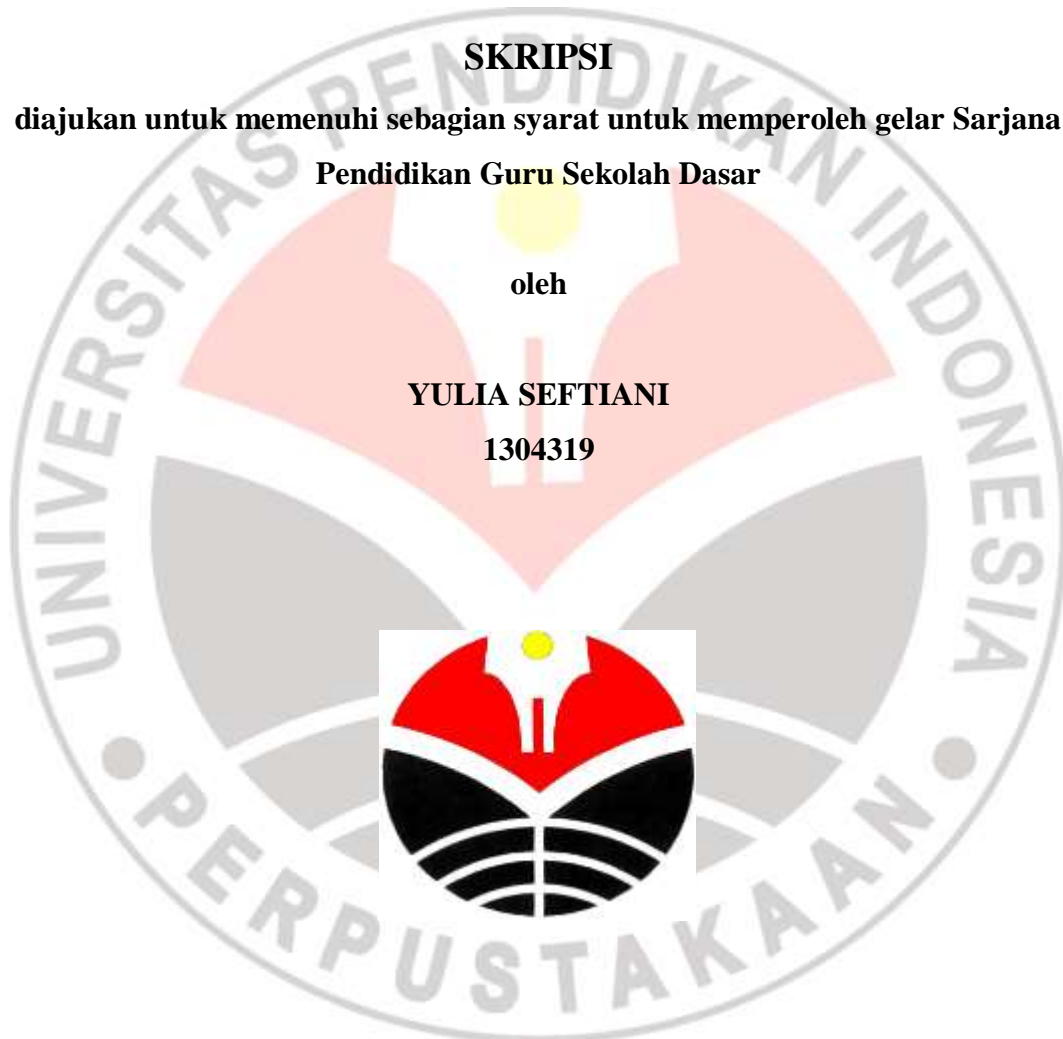 SKRIPSI
diajukan untuk memenuhi sebagian syarat untuk memperoleh gelar Sarjana
Pendidikan Guru Sekolah Dasar
oleh
YULIA SEFTIANI
1304319
UNIVERSITAS PENDIDIKAN INDONESIA
PERPUSTAKAAN